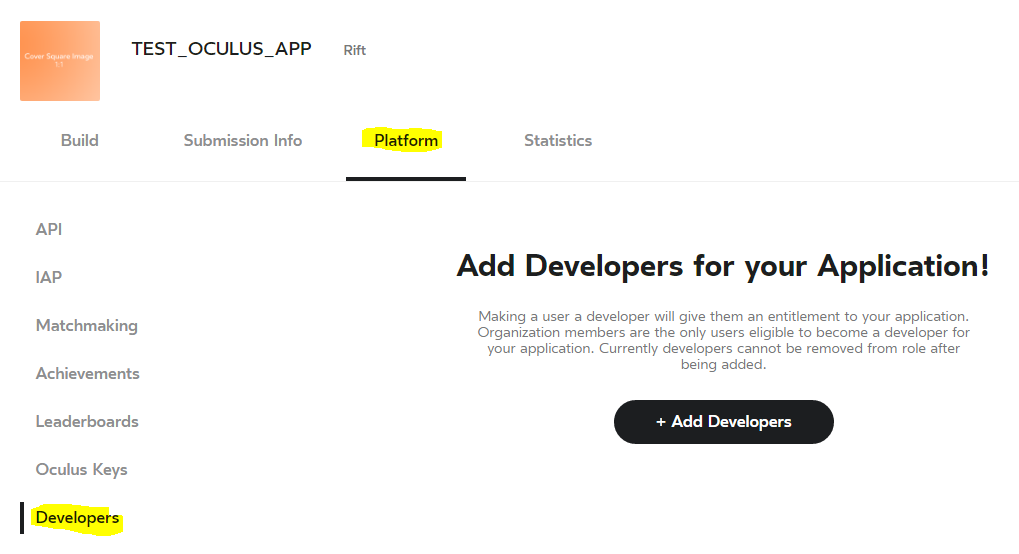 Cover Square Image
1:1
TEST_OCULUS_APP
Rift
Build
Submission Info
Platform
Statistics
API
IAP
Matchmaking
Achievements
Leaderboards
Oculus Keys
Developers
Add Developers for your Application!
Making a user a developer will give them an entitlement to your application.
Organization members are the only users eligible to become a developer for
your application. Currently developers cannot be removed from role after
being added.
+ Add Developers